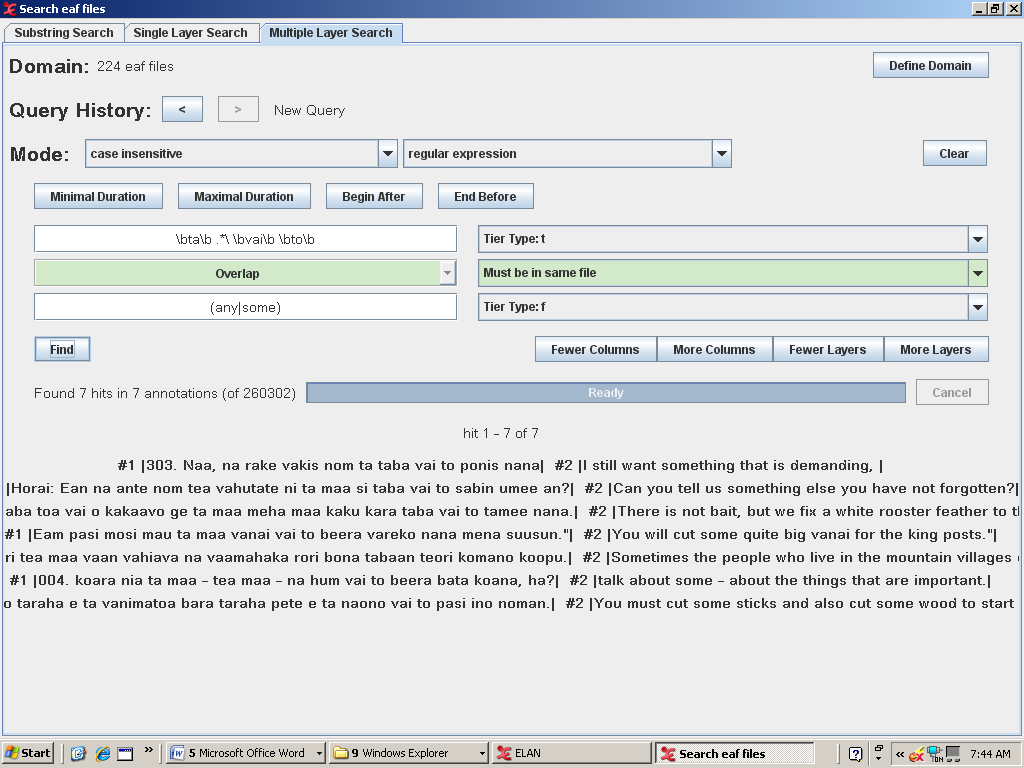 Search eaf files
Substring Search Single Layer Search Multiple Layer Search
Domain: 224 eaf files Define Domain
Query History: < > New Query
Mode: case insensitive regular expression Clear
Minimal Duration Maximal Duration Begin After End Before
\bta\b .*\ \bvai\b \bto\b Tier Type: t
Overlap Must be in same file
(any|some) Tier Type: f
Find Fewer Columns More Columns Fewer Layers More Layers
Found 7 hits in 7 annotations (of 260302) Ready Cancel
hit 1 - 7 of 7
#1 |303. Naa, na rake vakis nom ta taba vai to ponis nana| #2 |I still want something that is demanding, |
|Horai: Ean na ante nom tea vahutate ni ta maa si taba vai to sabin umee an?| #2 |Can you tell us something else you have not forgotten?|
aba toa vai o kakaavo ge ta maa meha maa kaku kara taba vai to tamee nana.| #2 |There is not bait, but we fix a white rooster feather to th
#1 |Eam pasi mosi mau ta maa vanai vai to beera vareko nana mena suusun."| #2 |You will cut some quite big vanai for the king posts."|
ri tea maa vaan vahiava na vaamahaka rori bona tabaan teori komano koopu.| #2 |Sometimes the people who live in the mountain villages
#1 |004. koara nia ta maa - tea maa - na hum vai to beera bata koana, ha?| #2 |talk about some - about the things that are important.|
o taraha e ta vanimatoa bara taraha pete e ta naono vai to pasi ino noman.| #2 |You must cut some sticks and also cut some wood to start
Start » 5 Microsoft Office Word 9 Windows Explorer ELAN Search eaf files « 7:44 AM